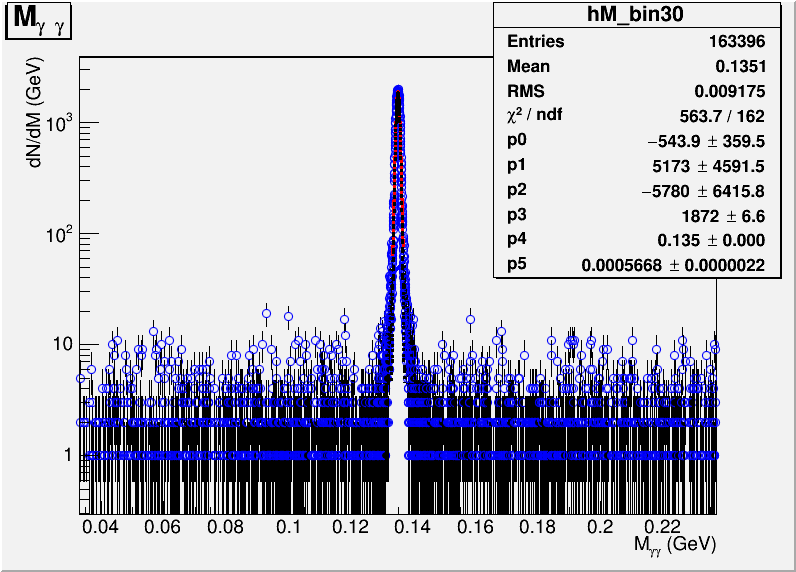 Mγ γ
hM_bin30
Entries 163396
Mean 0.1351
RMS 0.009175
χ² / ndf 563.7 / 162
p0 −543.9 ± 359.5
p1 5173 ± 4591.5
p2 −5780 ± 6415.8
p3 1872 ± 6.6
p4 0.135 ± 0.000
p5 0.0005668 ± 0.0000022
dN/dM (GeV)
10³
10²
10
1
0.04 0.06 0.08 0.1 0.12 0.14 0.16 0.18 0.2 0.22
Mγγ (GeV)